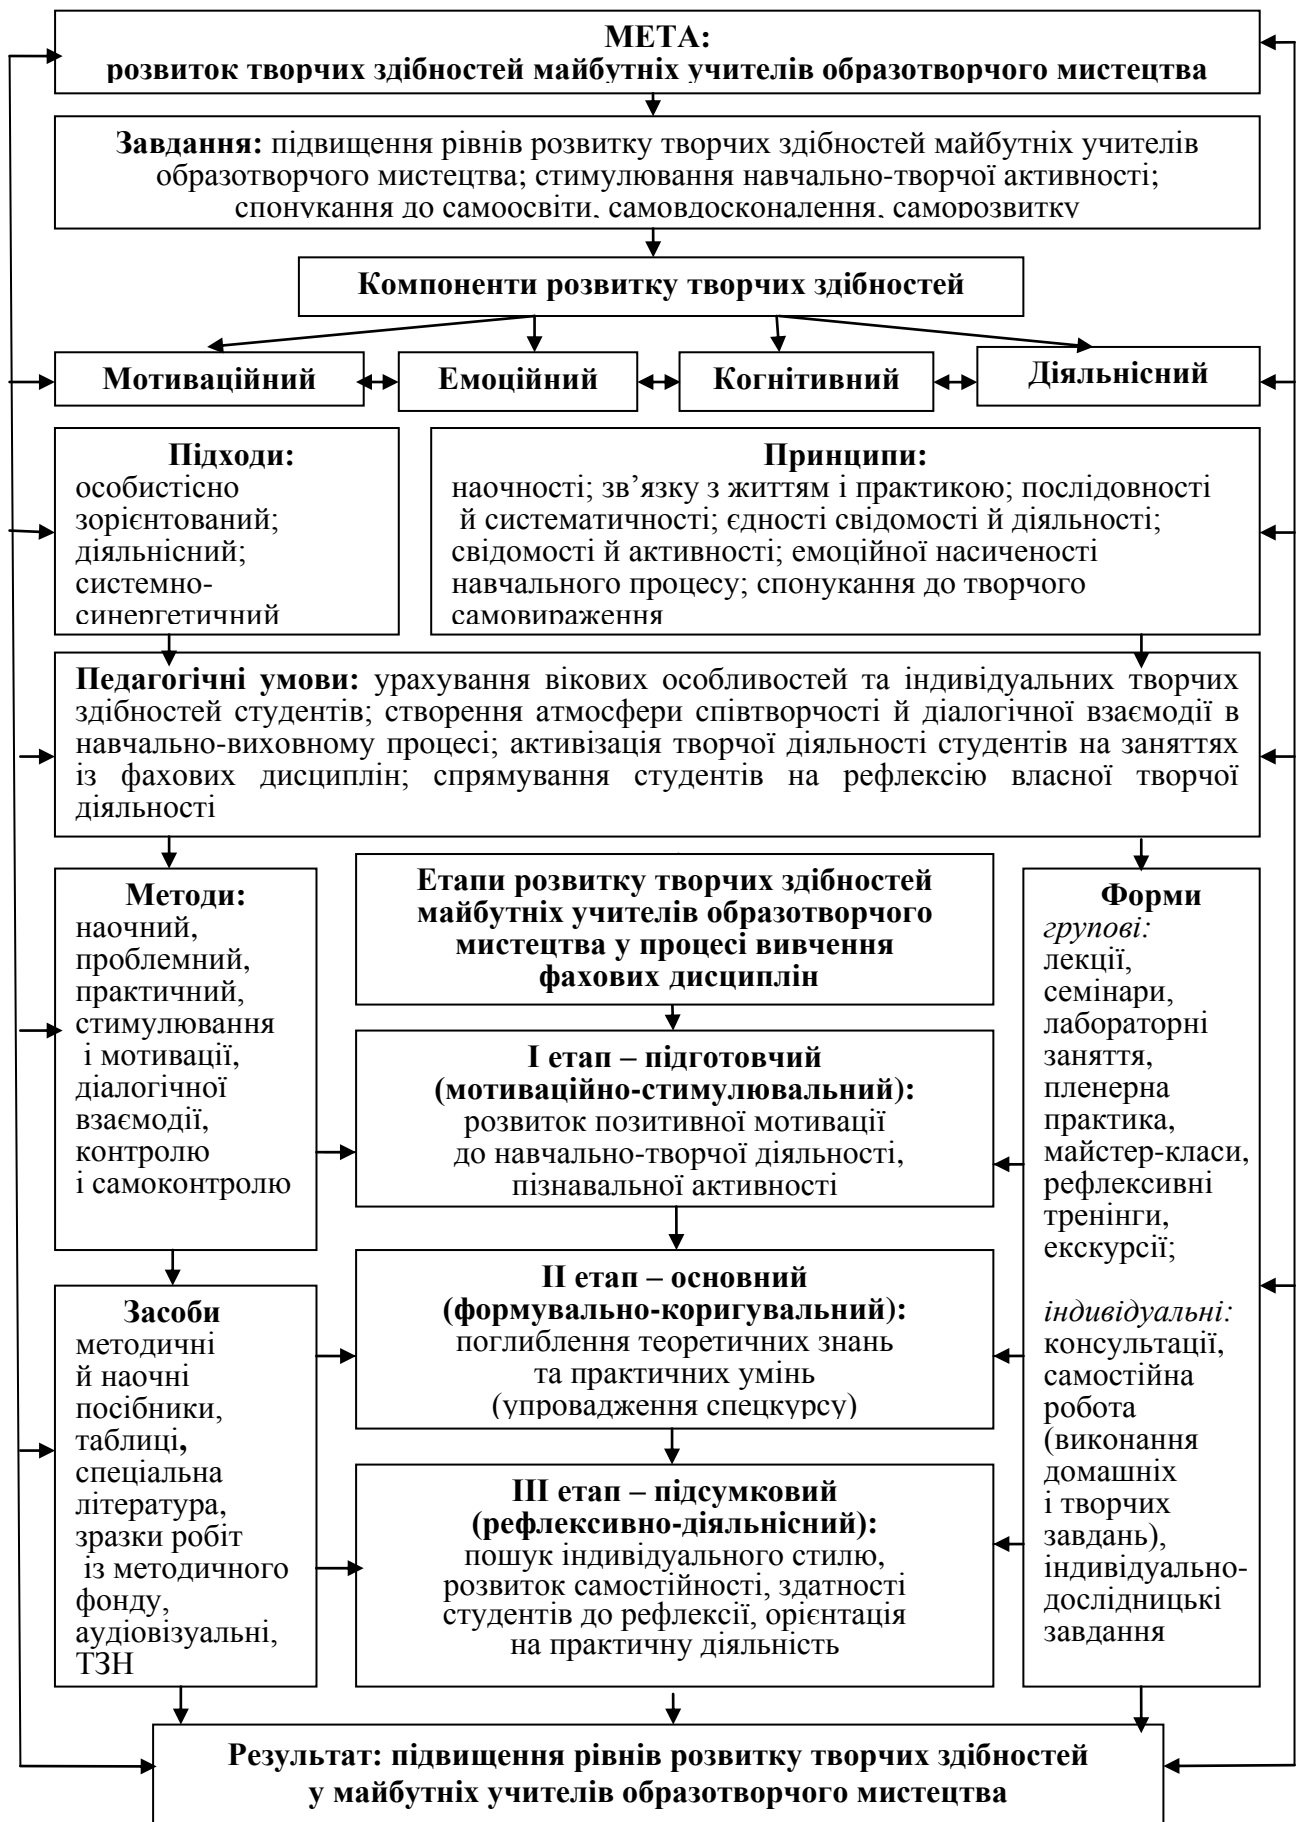 МЕТА:
розвиток творчих здібностей майбутніх учителів образотворчого мистецтва
Завдання: підвищення рівнів розвитку творчих здібностей майбутніх учителів
образотворчого мистецтва; стимулювання навчально-творчої активності;
спонукання до самоосвіти, самовдосконалення, саморозвитку
Компоненти розвитку творчих здібностей
Мотиваційний
Емоційний
Когнітивний
Діяльнісний
Підходи:
особистісно
зорієнтований;
діяльнісний;
системно-
синергетичний
Принципи:
наочності; зв’язку з життям і практикою; послідовності
й систематичності; єдності свідомості й діяльності;
свідомості й активності; емоційної насиченості
навчального процесу; спонукання до творчого
самовираження
Педагогічні умови: урахування вікових особливостей та індивідуальних творчих
здібностей студентів; створення атмосфери співтворчості й діалогічної взаємодії в
навчально-виховному процесі; активізація творчої діяльності студентів на заняттях
із фахових дисциплін; спрямування студентів на рефлексію власної творчої
діяльності
Методи:
наочний,
проблемний,
практичний,
стимулювання
і мотивації,
діалогічної
взаємодії,
контролю
і самоконтролю
Засоби
методичні
й наочні
посібники,
таблиці,
спеціальна
література,
зразки робіт
із методичного
фонду,
аудіовізуальні,
ТЗН
Етапи розвитку творчих здібностей
майбутніх учителів образотворчого
мистецтва у процесі вивчення
фахових дисциплін
І етап – підготовчий
(мотиваційно-стимулювальний):
розвиток позитивної мотивації
до навчально-творчої діяльності,
пізнавальної активності
ІІ етап – основний
(формувально-коригувальний):
поглиблення теоретичних знань
та практичних умінь
(упровадження спецкурсу)
ІІІ етап – підсумковий
(рефлексивно-діяльнісний):
пошук індивідуального стилю,
розвиток самостійності, здатності
студентів до рефлексії, орієнтація
на практичну діяльність
Форми
групові:
лекції,
семінари,
лабораторні
заняття,
пленерна
практика,
майстер-класи,
рефлексивні
тренінги,
екскурсії;
індивідуальні:
консультації,
самостійна
робота
(виконання
домашніх
і творчих
завдань),
індивідуально-
дослідницькі
завдання
Результат: підвищення рівнів розвитку творчих здібностей
у майбутніх учителів образотворчого мистецтва